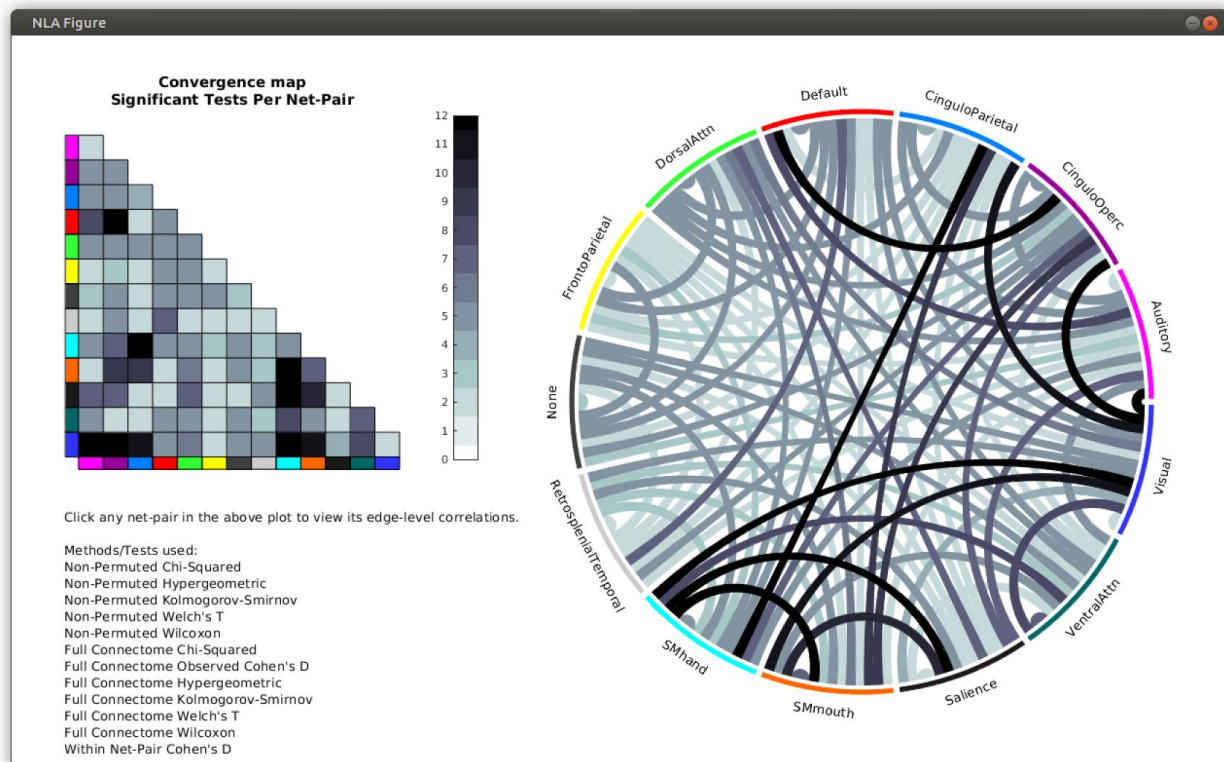 NLA Figure
Convergence map
Significant Tests Per Net-Pair
12
11
10
9
8
7
6
5
4
3
2
1
0
Click any net-pair in the above plot to view its edge-level correlations.
Methods/Tests used:
Non-Permuted Chi-Squared
Non-Permuted Hypergeometric
Non-Permuted Kolmogorov-Smirnov
Non-Permuted Welch's T
Non-Permuted Wilcoxon
Full Connectome Chi-Squared
Full Connectome Observed Cohen's D
Full Connectome Hypergeometric
Full Connectome Kolmogorov-Smirnov
Full Connectome Welch's T
Full Connectome Wilcoxon
Within Net-Pair Cohen's D
Default
CinguloParietal
CinguloOperc
Auditory
Visual
VentralAttn
Salience
SMmouth
SMhand
RetrosplenialTemporal
None
FrontoParietal
DorsalAttn